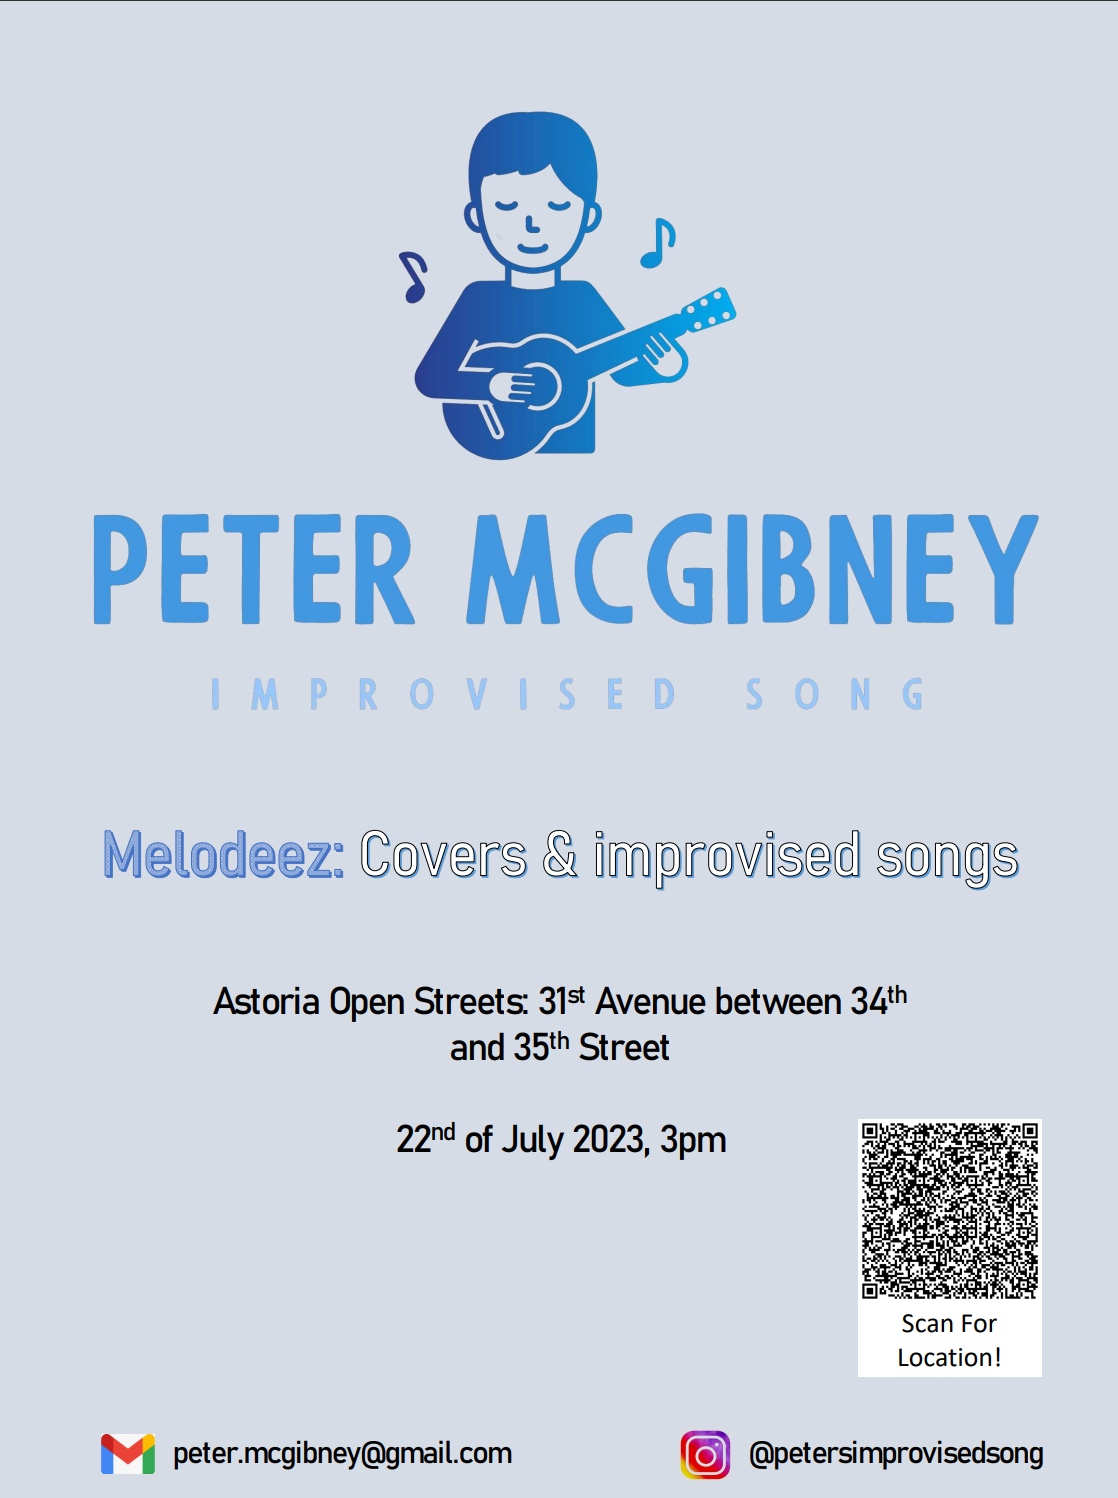 PETER MCGIBNEY
IMPROVISED SONG
Melodeez: Covers & improvised songs
Astoria Open Streets: 31st Avenue between 34th
and 35th Street
22nd of July 2023, 3pm
Scan For
Location!
peter.mcgibney@gmail.com
@petersimprovisedsong